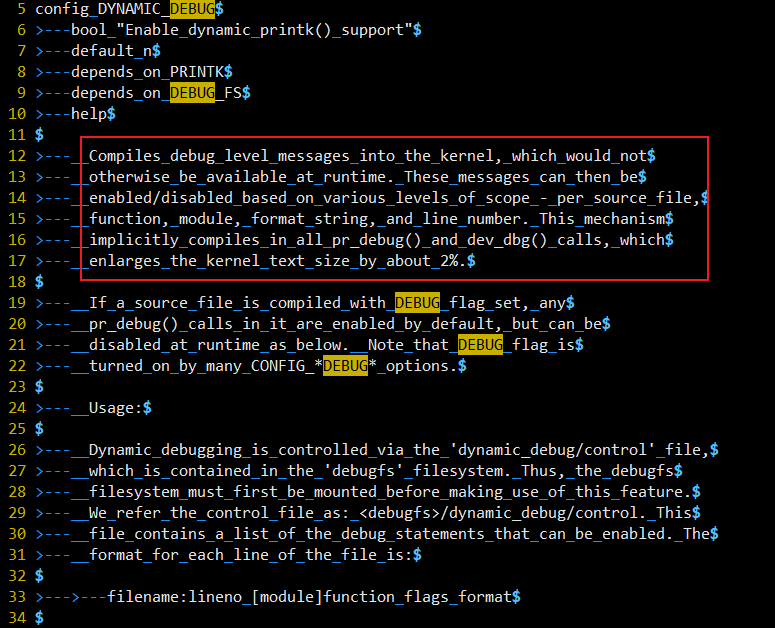 5 config_DYNAMIC_DEBUG$
6 >---bool_"Enable_dynamic_printk()_support"$
7 >---default_n$
8 >---depends_on_PRINTK$
9 >---depends_on_DEBUG_FS$
10 >---help$
11 $
12 >---__Compiles_debug_level_messages_into_the_kernel,_which_would_not$
13 >---__otherwise_be_available_at_runtime._These_messages_can_then_be$
14 >---__enabled/disabled_based_on_various_levels_of_scope_-_per_source_file,$
15 >---__function,_module,_format_string,_and_line_number._This_mechanism$
16 >---__implicitly_compiles_in_all_pr_debug()_and_dev_dbg()_calls,_which$
17 >---__enlarges_the_kernel_text_size_by_about_2%.$
18 $
19 >---__If_a_source_file_is_compiled_with_DEBUG_flag_set,_any$
20 >---__pr_debug()_calls_in_it_are_enabled_by_default,_but_can_be$
21 >---__disabled_at_runtime_as_below.__Note_that_DEBUG_flag_is$
22 >---__turned_on_by_many_CONFIG_*DEBUG*_options.$
23 $
24 >---__Usage:$
25 $
26 >---__Dynamic_debugging_is_controlled_via_the_'dynamic_debug/control'_file,$
27 >---__which_is_contained_in_the_'debugfs'_filesystem._Thus,_the_debugfs$
28 >---__filesystem_must_first_be_mounted_before_making_use_of_this_feature.$
29 >---__We_refer_the_control_file_as:_<debugfs>/dynamic_debug/control._This$
30 >---__file_contains_a_list_of_the_debug_statements_that_can_be_enabled._The$
31 >---__format_for_each_line_of_the_file_is:$
32 $
33 >--->---filename:lineno_[module]function_flags_format$
34 $